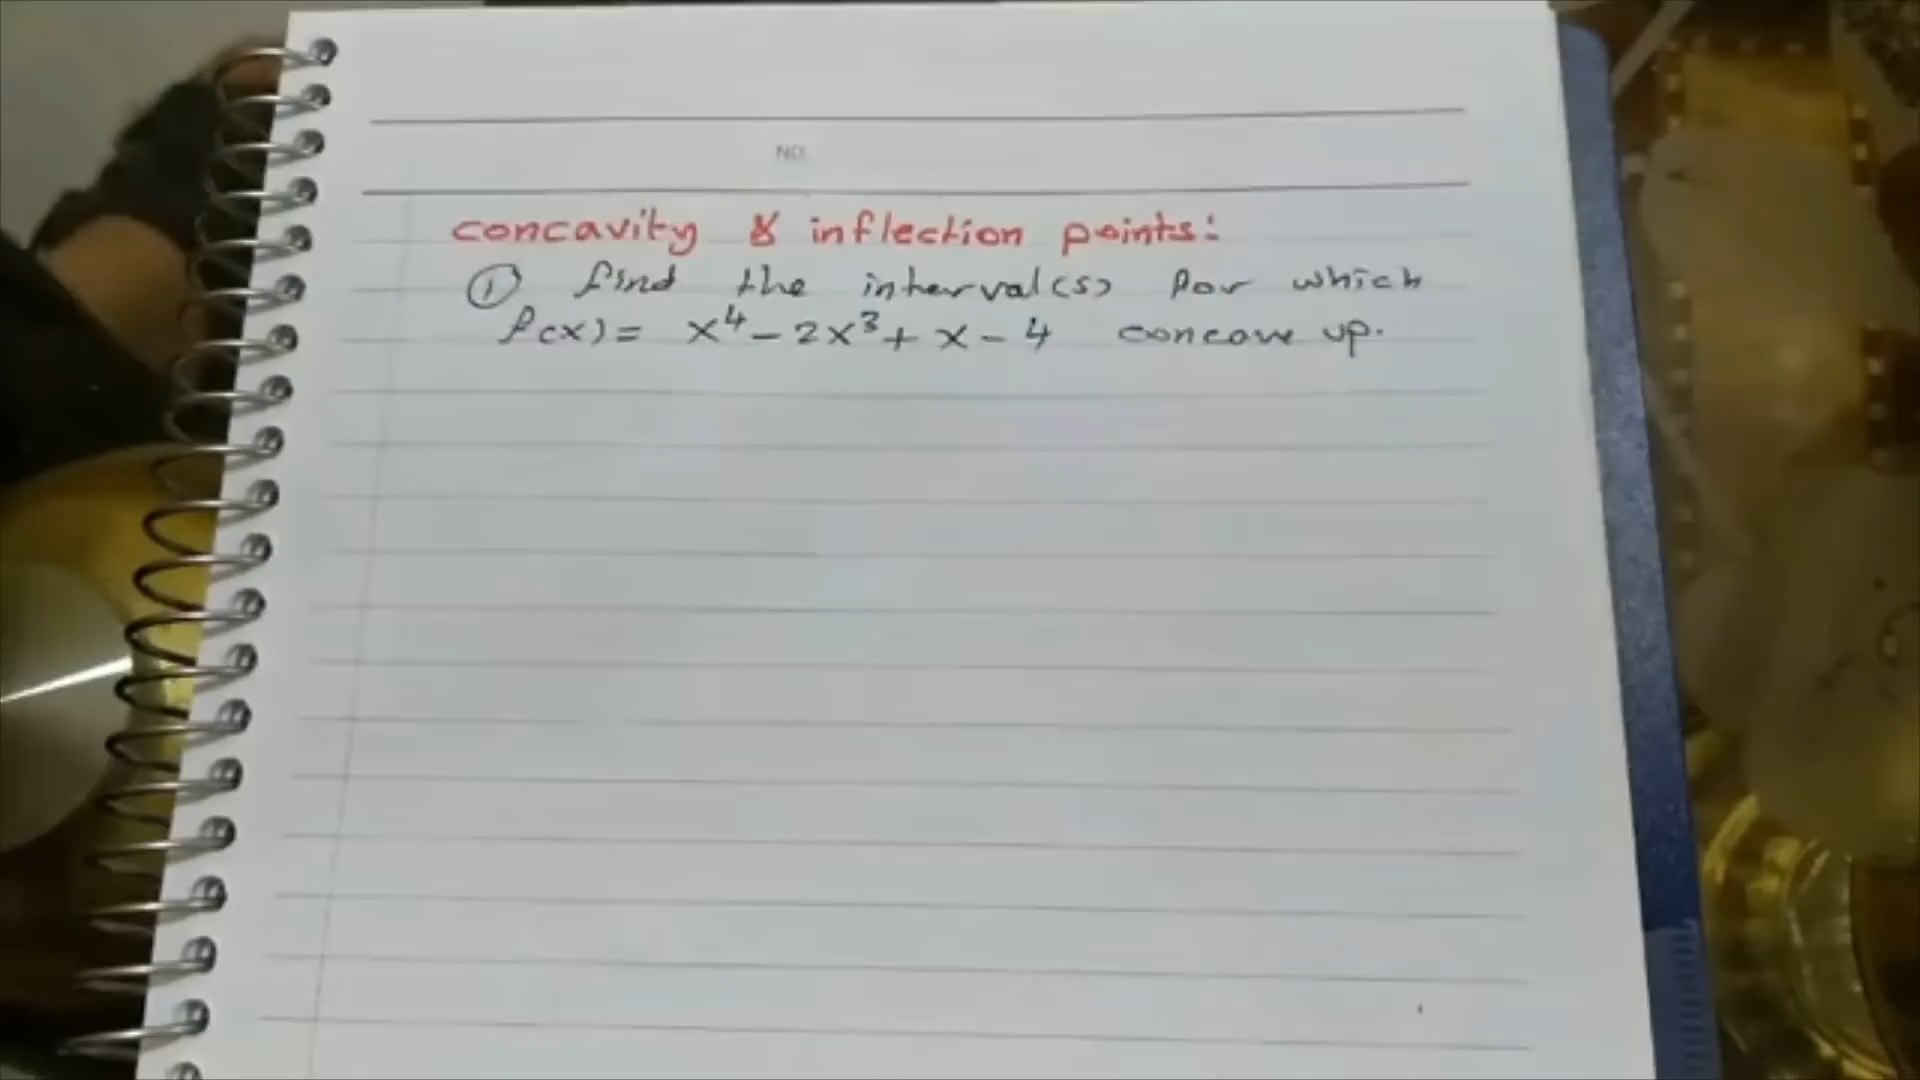 NO.
concavity & inflection points:
① find the interval(s) for which
f(x) = x⁴ - 2x³ + x - 4 concave up.